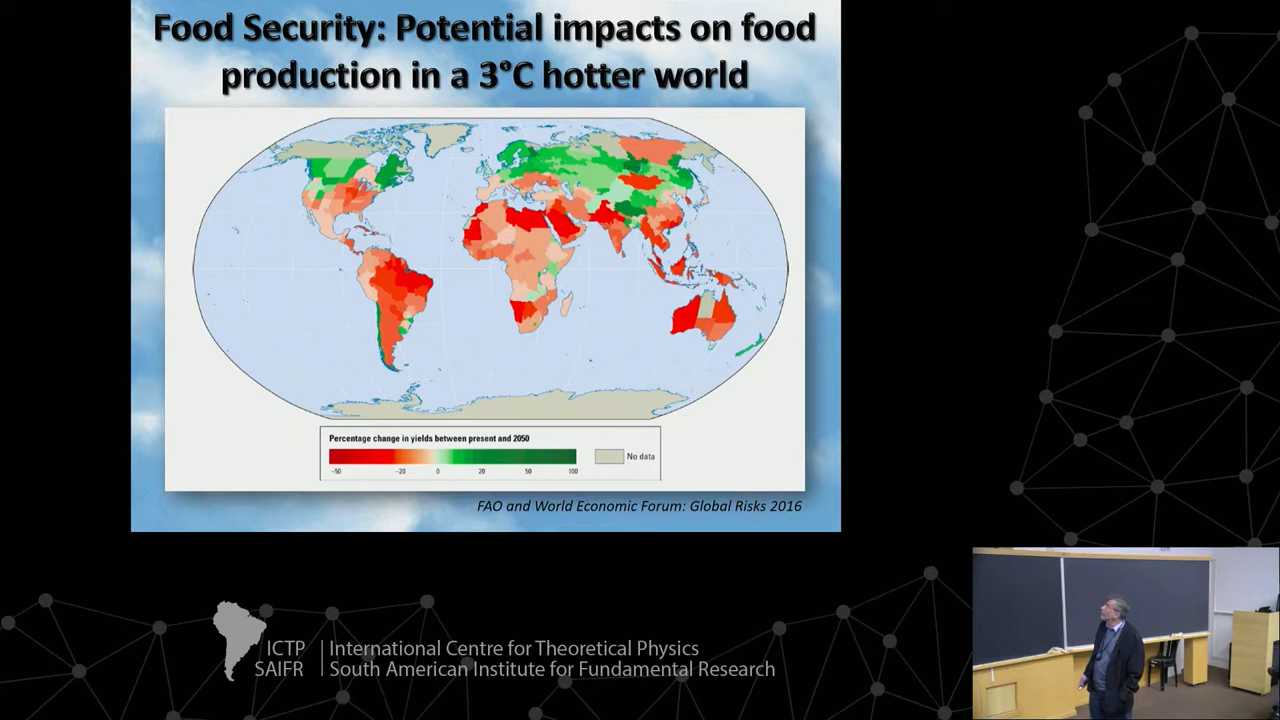 Food Security: Potential impacts on food
production in a 3°C hotter world
Percentage change in yields between present and 2050
-50 -20 0 20 50 100
No data
FAO and World Economic Forum: Global Risks 2016
ICTP
SAIFR
International Centre for Theoretical Physics
South American Institute for Fundamental Research